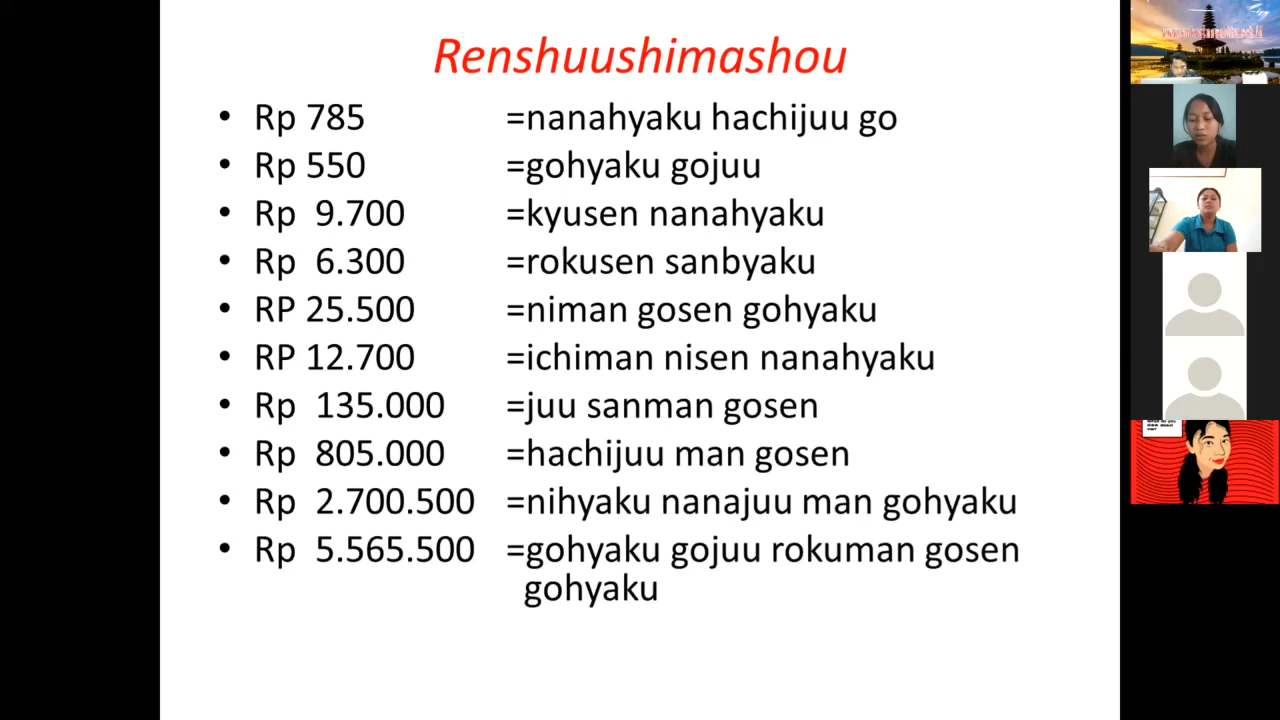 Renshuushimashou
• Rp 785 =nanahyaku hachijuu go
• Rp 550 =gohyaku gojuu
• Rp 9.700 =kyusen nanahyaku
• Rp 6.300 =rokusen sanbyaku
• RP 25.500 =niman gosen gohyaku
• RP 12.700 =ichiman nisen nanahyaku
• Rp 135.000 =juu sanman gosen
• Rp 805.000 =hachijuu man gosen
• Rp 2.700.500 =nihyaku nanajuu man gohyaku
• Rp 5.565.500 =gohyaku gojuu rokuman gosen
gohyaku